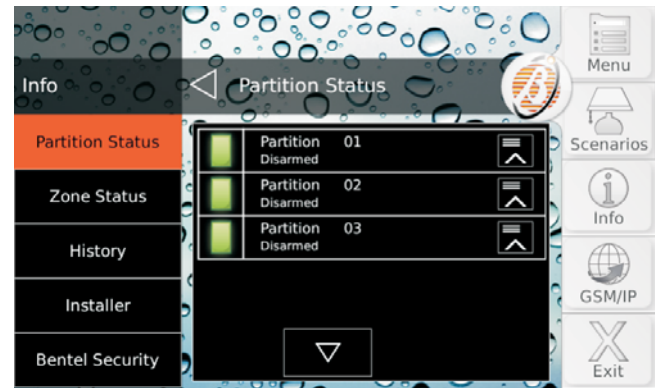 Info
Partition Status
Partition Status
Zone Status
History
Installer
Bentel Security
Partition 01
Disarmed
Partition 02
Disarmed
Partition 03
Disarmed
Menu
Scenarios
Info
GSM/IP
Exit